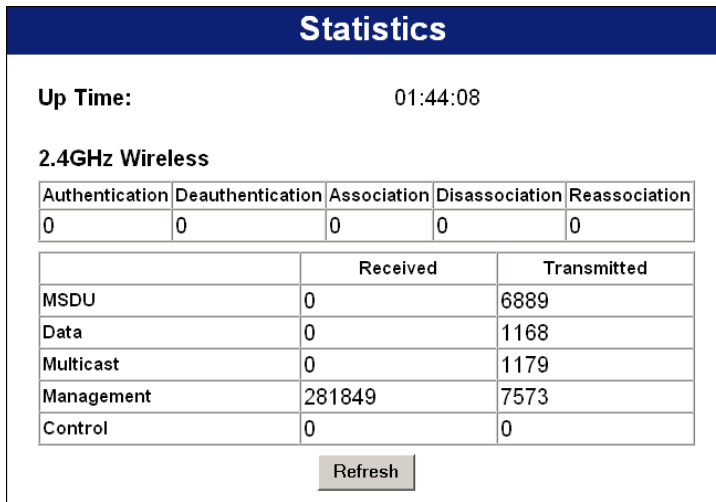 Statistics
Up Time: 01:44:08
2.4GHz Wireless
Authentication Deauthentication Association Disassociation Reassociation
0 0 0 0 0
Received Transmitted
MSDU 0 6889
Data 0 1168
Multicast 0 1179
Management 281849 7573
Control 0 0
Refresh